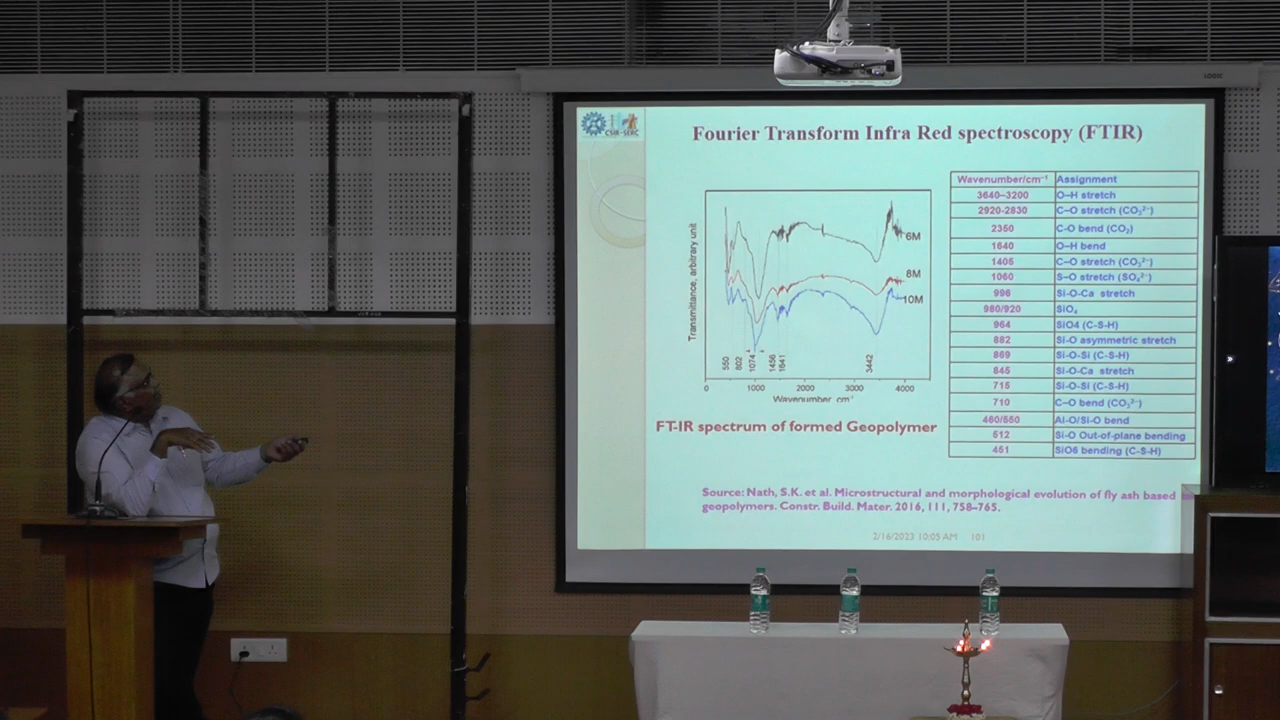 LOGIC
CSIR-SERC
Fourier Transform Infra Red spectroscopy (FTIR)
Transmittance, arbitrary unit
6M
8M
10M
550
802
1074
1456
1641
3442
0
1000
2000
3000
4000
Wavenumber, cm⁻
FT-IR spectrum of formed Geopolymer
Wavenumber/cm⁻¹ Assignment
3640–3200 O–H stretch
2920-2830 C–O stretch (CO₃²⁻)
2350 C-O bend (CO₂)
1640 O–H bend
1405 C–O stretch (CO₃²⁻)
1060 S–O stretch (SO₄²⁻)
996 Si-O-Ca stretch
980/920 SiO₄
964 SiO4 (C-S-H)
882 Si-O asymmetric stretch
869 Si-O-Si (C-S-H)
845 Si-O-Ca stretch
715 Si-O-Si (C-S-H)
710 C–O bend (CO₃²⁻)
460/550 Al-O/Si-O bend
512 Si-O Out-of-plane bending
451 SiO6 bending (C-S-H)
Source: Nath, S.K. et al. Microstructural and morphological evolution of fly ash based
geopolymers. Constr. Build. Mater. 2016, 111, 758–765.
2/16/2023 10:05 AM 101